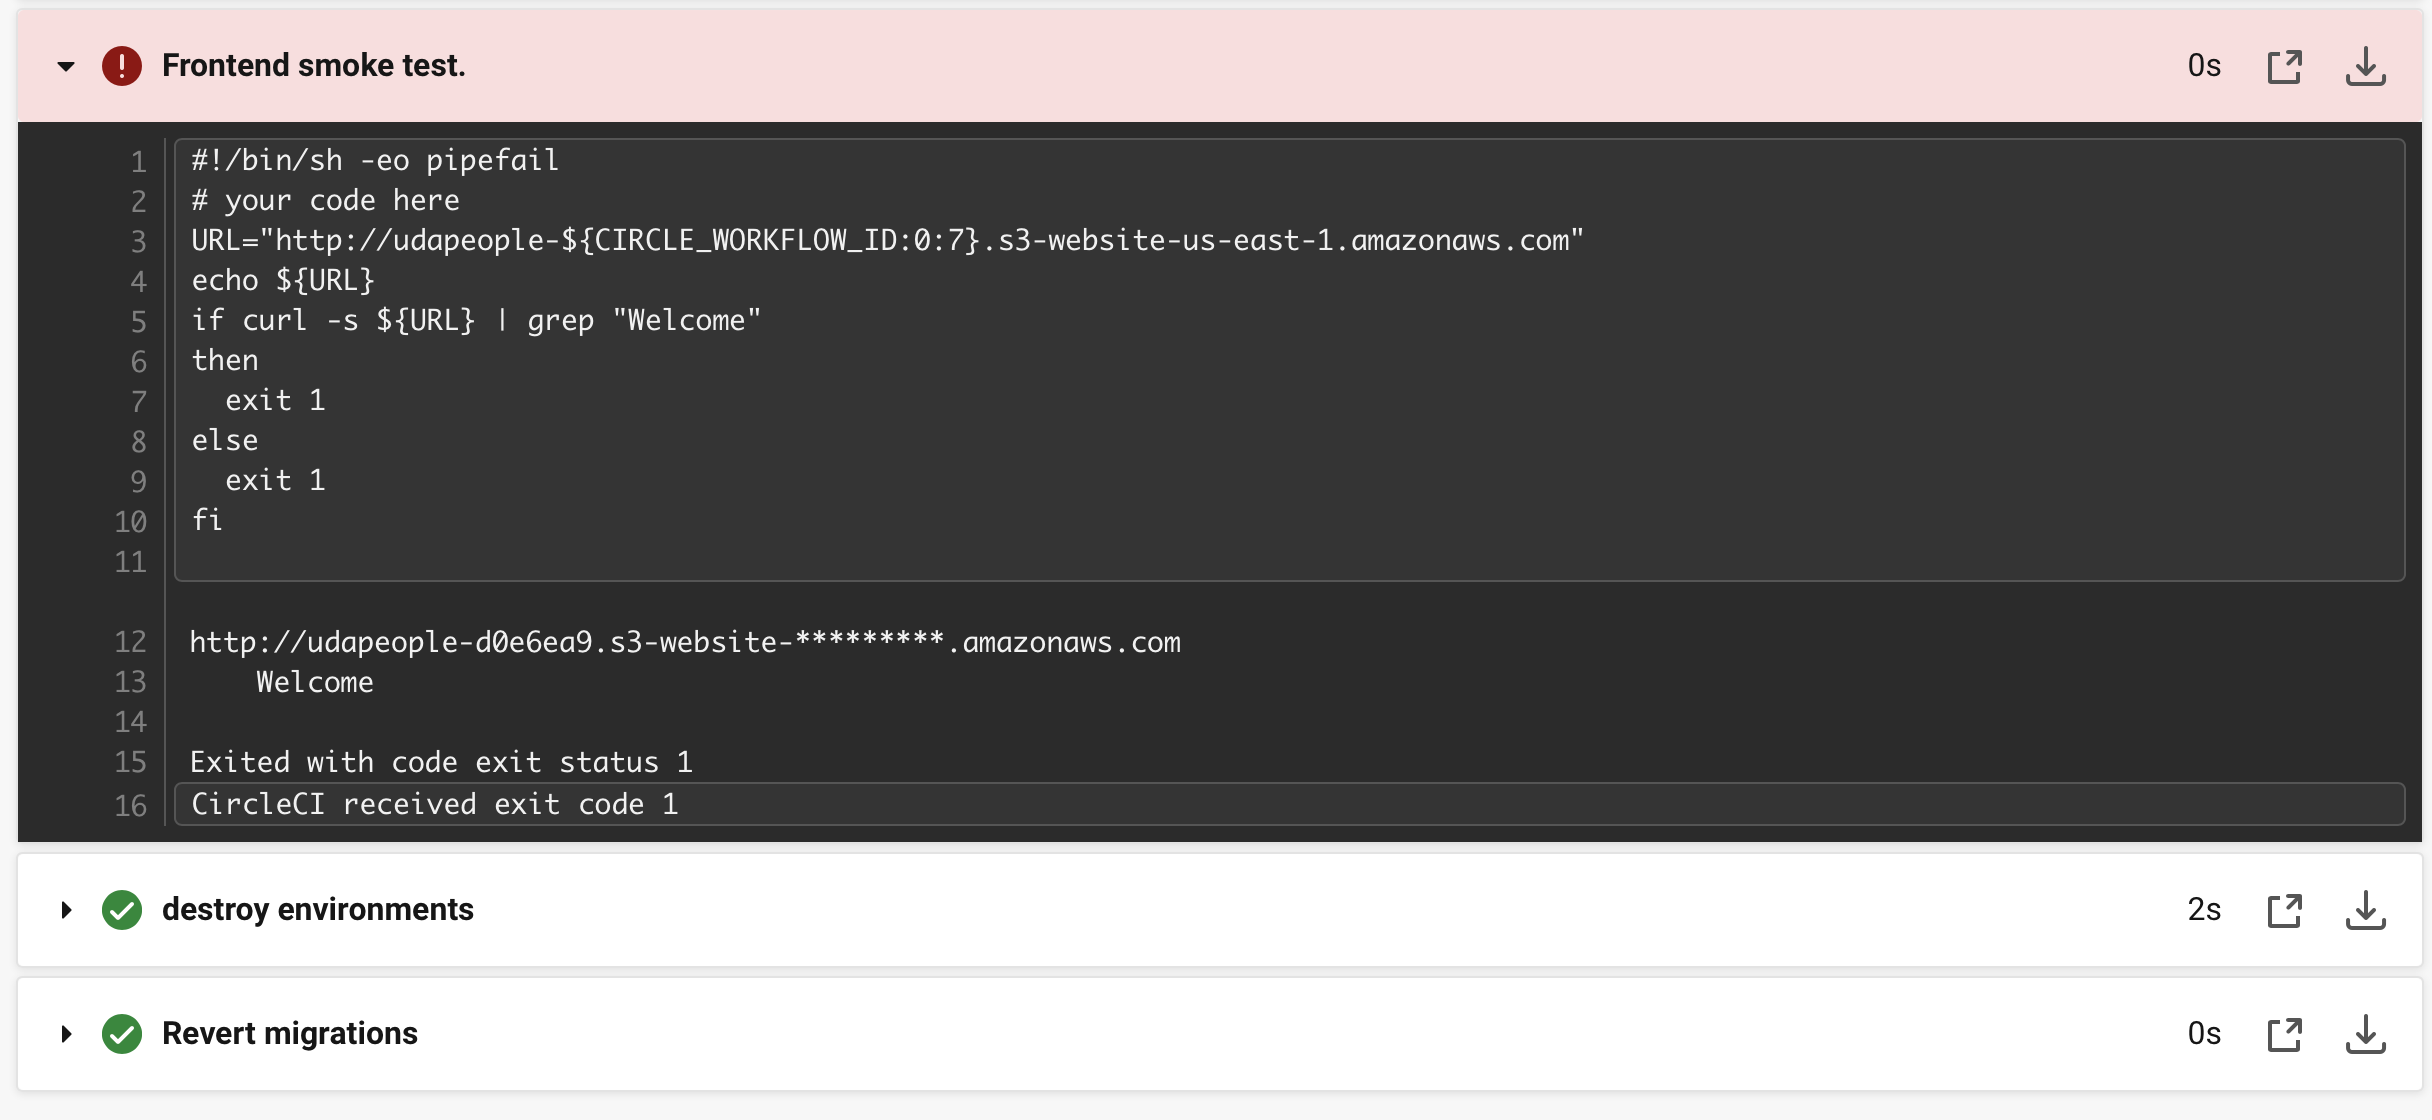 Frontend smoke test. 0s
1 #!/bin/sh -eo pipefail
2 # your code here
3 URL="http://udapeople-${CIRCLE_WORKFLOW_ID:0:7}.s3-website-us-east-1.amazonaws.com"
4 echo ${URL}
5 if curl -s ${URL} | grep "Welcome"
6 then
7   exit 1
8 else
9   exit 1
10 fi
11
12 http://udapeople-d0e6ea9.s3-website-*********.amazonaws.com
13     Welcome
14
15 Exited with code exit status 1
16 CircleCI received exit code 1
destroy environments 2s
Revert migrations 0s